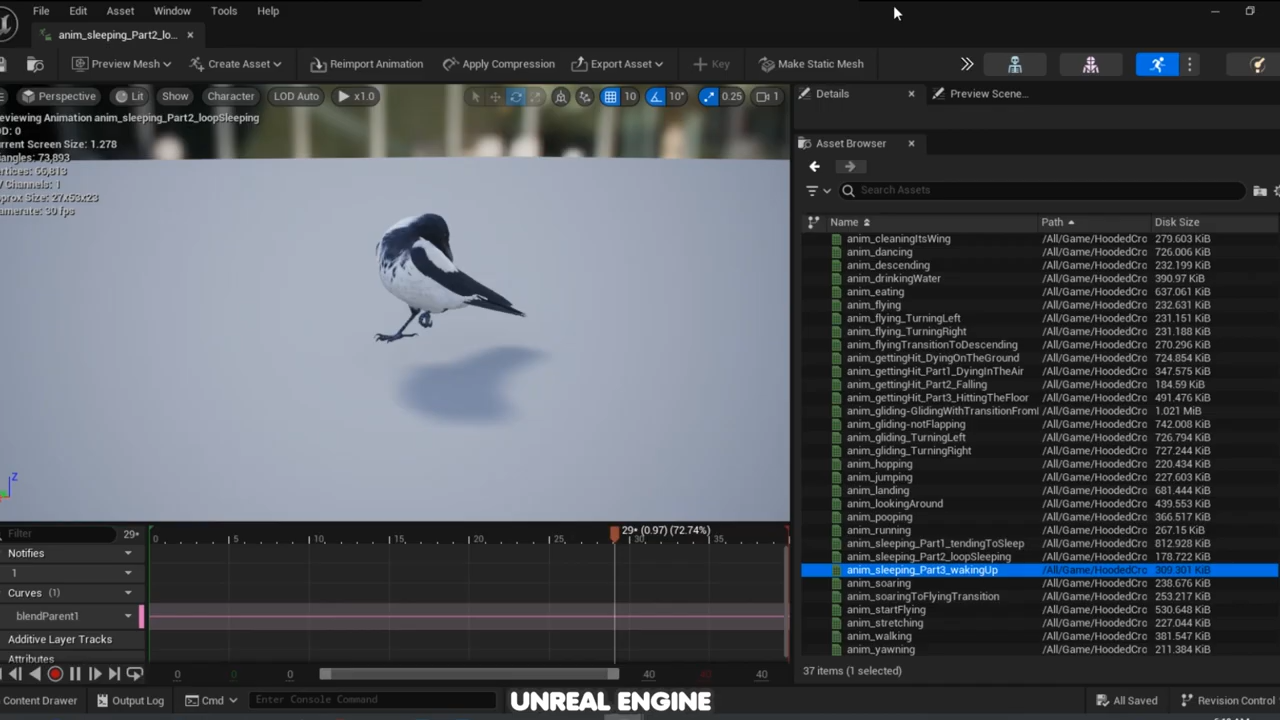 File Edit Asset Window Tools Help
anim_sleeping_Part2_lo...
Preview Mesh Create Asset Reimport Animation Apply Compression Export Asset Key Make Static Mesh
Perspective Lit Show Character LOD Auto x1.0 10 10° 0.25 1
eviewing Animation anim_sleeping_Part2_loopSleeping
OD: 0
urrent Screen Size: 1.278
iangles: 73,893
ertices: 55,813
V Channels: 1
prox Size: 27x53x23
amerate: 30 fps
Z
Details Preview Scene...
Asset Browser
Search Assets
Name Path Disk Size
anim_cleaningItsWing /All/Game/HoodedCro 279.603 KiB
anim_dancing /All/Game/HoodedCro 726.006 KiB
anim_descending /All/Game/HoodedCro 232.199 KiB
anim_drinkingWater /All/Game/HoodedCro 390.97 KiB
anim_eating /All/Game/HoodedCro 637.061 KiB
anim_flying /All/Game/HoodedCro 232.631 KiB
anim_flying_TurningLeft /All/Game/HoodedCro 231.151 KiB
anim_flying_TurningRight /All/Game/HoodedCro 231.188 KiB
anim_flyingTransitionToDescending /All/Game/HoodedCro 270.296 KiB
anim_gettingHit_DyingOnTheGround /All/Game/HoodedCro 724.854 KiB
anim_gettingHit_Part1_DyingInTheAir /All/Game/HoodedCro 347.575 KiB
anim_gettingHit_Part2_Falling /All/Game/HoodedCro 184.59 KiB
anim_gettingHit_Part3_HittingTheFloor /All/Game/HoodedCro 491.476 KiB
anim_gliding-GlidingWithTransitionFroml /All/Game/HoodedCro 1.021 MiB
anim_gliding-notFlapping /All/Game/HoodedCro 742.008 KiB
anim_gliding_TurningLeft /All/Game/HoodedCro 726.794 KiB
anim_gliding_TurningRight /All/Game/HoodedCro 727.244 KiB
anim_hopping /All/Game/HoodedCro 220.434 KiB
anim_jumping /All/Game/HoodedCro 227.603 KiB
anim_landing /All/Game/HoodedCro 681.444 KiB
anim_lookingAround /All/Game/HoodedCro 439.553 KiB
anim_pooping /All/Game/HoodedCro 366.517 KiB
anim_running /All/Game/HoodedCro 267.15 KiB
anim_sleeping_Part1_tendingToSleep /All/Game/HoodedCro 812.928 KiB
anim_sleeping_Part2_loopSleeping /All/Game/HoodedCro 178.722 KiB
anim_sleeping_Part3_wakingUp /All/Game/HoodedCro 309.301 KiB
anim_soaring /All/Game/HoodedCro 238.676 KiB
anim_soaringToFlyingTransition /All/Game/HoodedCro 253.217 KiB
anim_startFlying /All/Game/HoodedCro 530.648 KiB
anim_stretching /All/Game/HoodedCro 227.044 KiB
anim_walking /All/Game/HoodedCro 381.547 KiB
anim_yawning /All/Game/HoodedCro 211.384 KiB
37 items (1 selected)
Filter 29*
0 5 10 15 20 29* (0.97) (72.74%) 30 35
Notifies
1
Curves (1)
blendParent1
Additive Layer Tracks
Attributes
0 0 0 40 40 40
Content Drawer Output Log Cmd Enter Console Command
UNREAL ENGINE
All Saved Revision Control